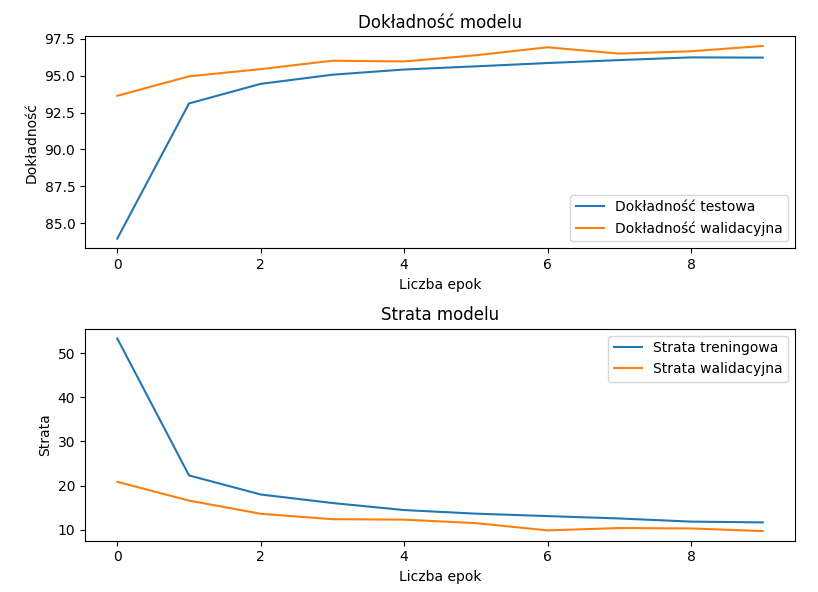 Dokładność modelu
97.5
95.0
92.5
90.0
87.5
85.0
Dokładność
Dokładność testowa
Dokładność walidacyjna
0
2
4
6
8
Liczba epok
Strata modelu
50
40
30
20
10
Strata
Strata treningowa
Strata walidacyjna
0
2
4
6
8
Liczba epok